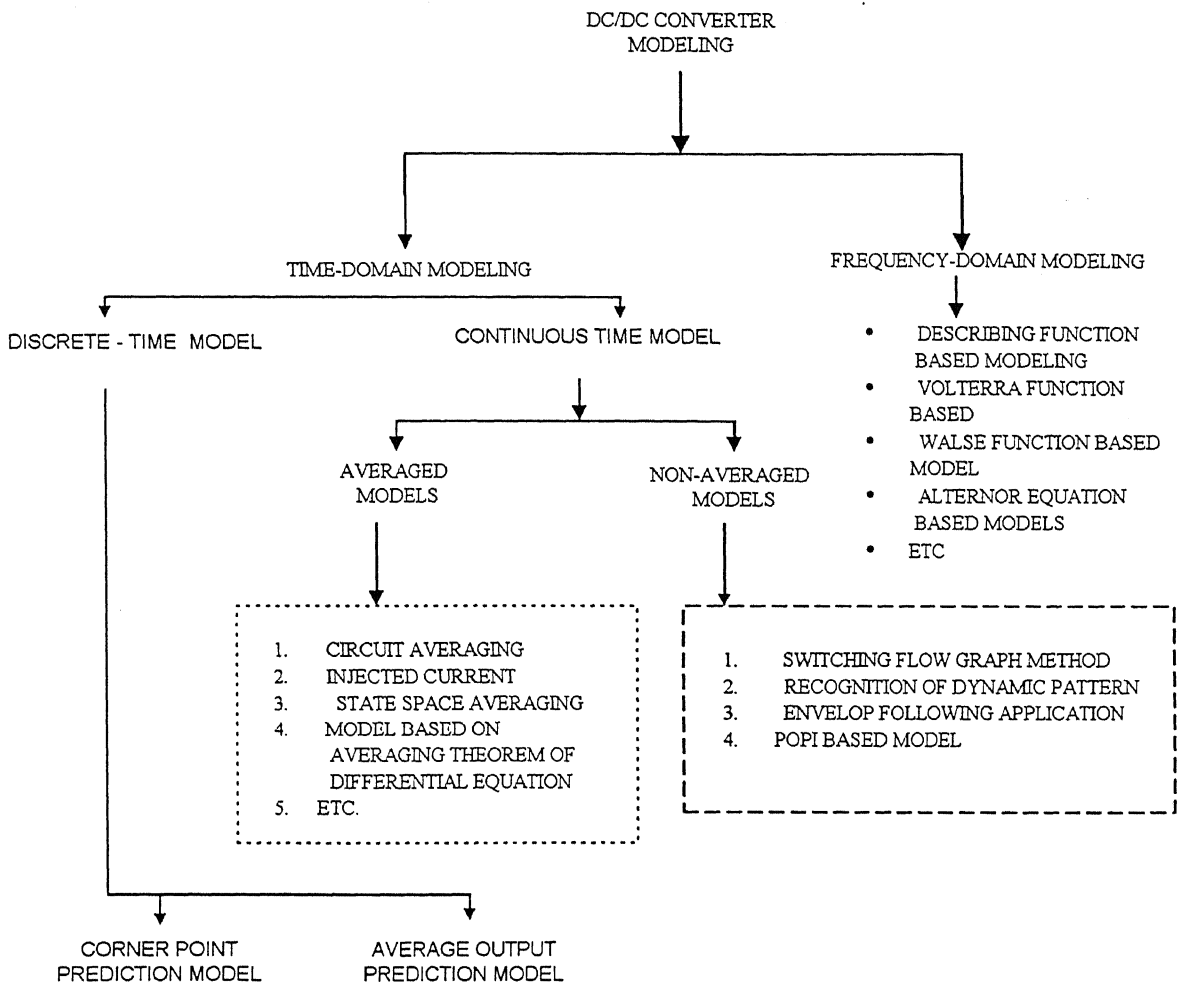 DC/DC CONVERTER
MODELING
TIME-DOMAIN MODELING
FREQUENCY-DOMAIN MODELING
DISCRETE - TIME MODEL
CONTINUOUS TIME MODEL
• DESCRIBING FUNCTION
BASED MODELING
• VOLTERRA FUNCTION
BASED
• WALSE FUNCTION BASED
MODEL
• ALTERNOR EQUATION
BASED MODELS
• ETC
AVERAGED
MODELS
NON-AVERAGED
MODELS
1. CIRCUIT AVERAGING
2. INJECTED CURRENT
3. STATE SPACE AVERAGING
4. MODEL BASED ON
AVERAGING THEOREM OF
DIFFERENTIAL EQUATION
5. ETC.
1. SWITCHING FLOW GRAPH METHOD
2. RECOGNITION OF DYNAMIC PATTERN
3. ENVELOP FOLLOWING APPLICATION
4. POPI BASED MODEL
CORNER POINT
PREDICTION MODEL
AVERAGE OUTPUT
PREDICTION MODEL